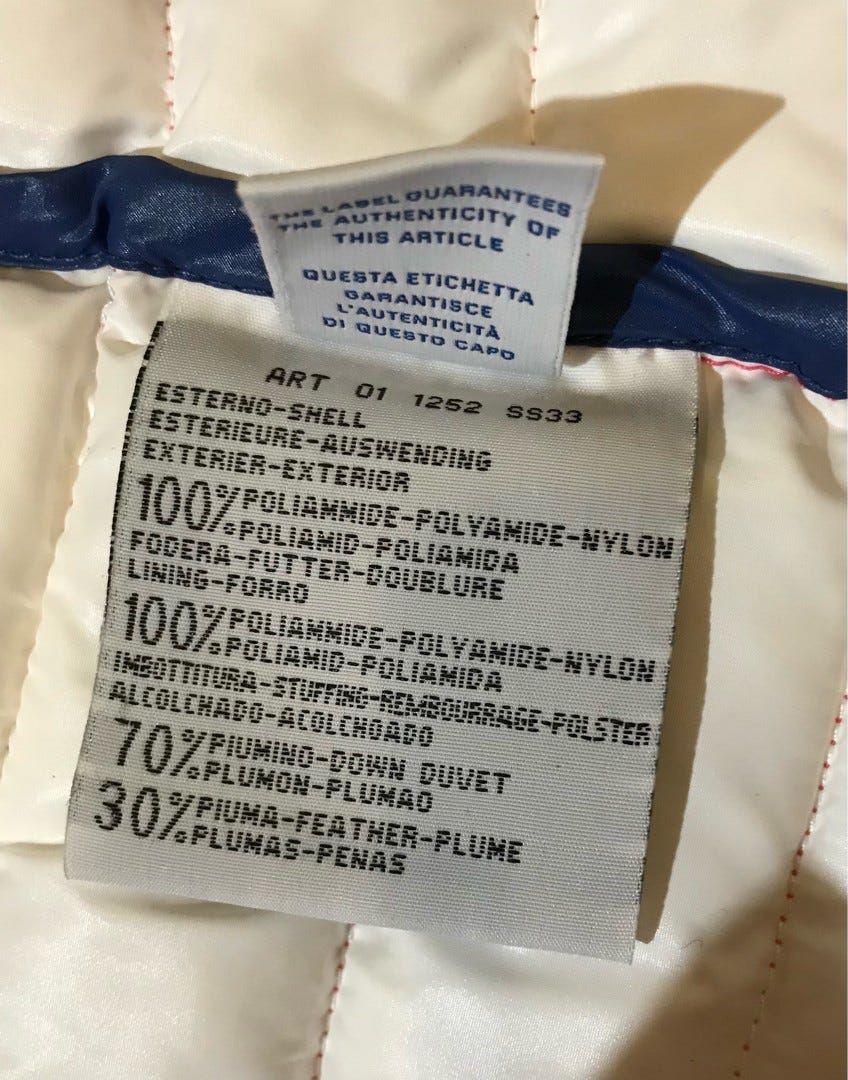 THE LABEL GUARANTEES
THE AUTHENTICITY OF
THIS ARTICLE
QUESTA ETICHETTA
GARANTISCE
L'AUTENTICITÀ
DI QUESTO CAPO
ART 01 1252 SS33
ESTERNO-SHELL
ESTERIEURE-AUSWENDING
EXTERIER-EXTERIOR
100% POLIAMMIDE-POLYAMIDE-NYLON
POLIAMID-POLIAMIDA
FODERA-FUTTER-DOUBLURE
LINING-FORRO
100% POLIAMMIDE-POLYAMIDE-NYLON
POLIAMID-POLIAMIDA
IMBOTTITURA-STUFFING-REMBOURRAGE-POLSTER
ALCOLCHADO-ACOLCHOADO
70% PIUMINO-DOWN DUVET
PLUMON-PLUMAO
30% PIUMA-FEATHER-PLUME
PLUMAS-PENAS